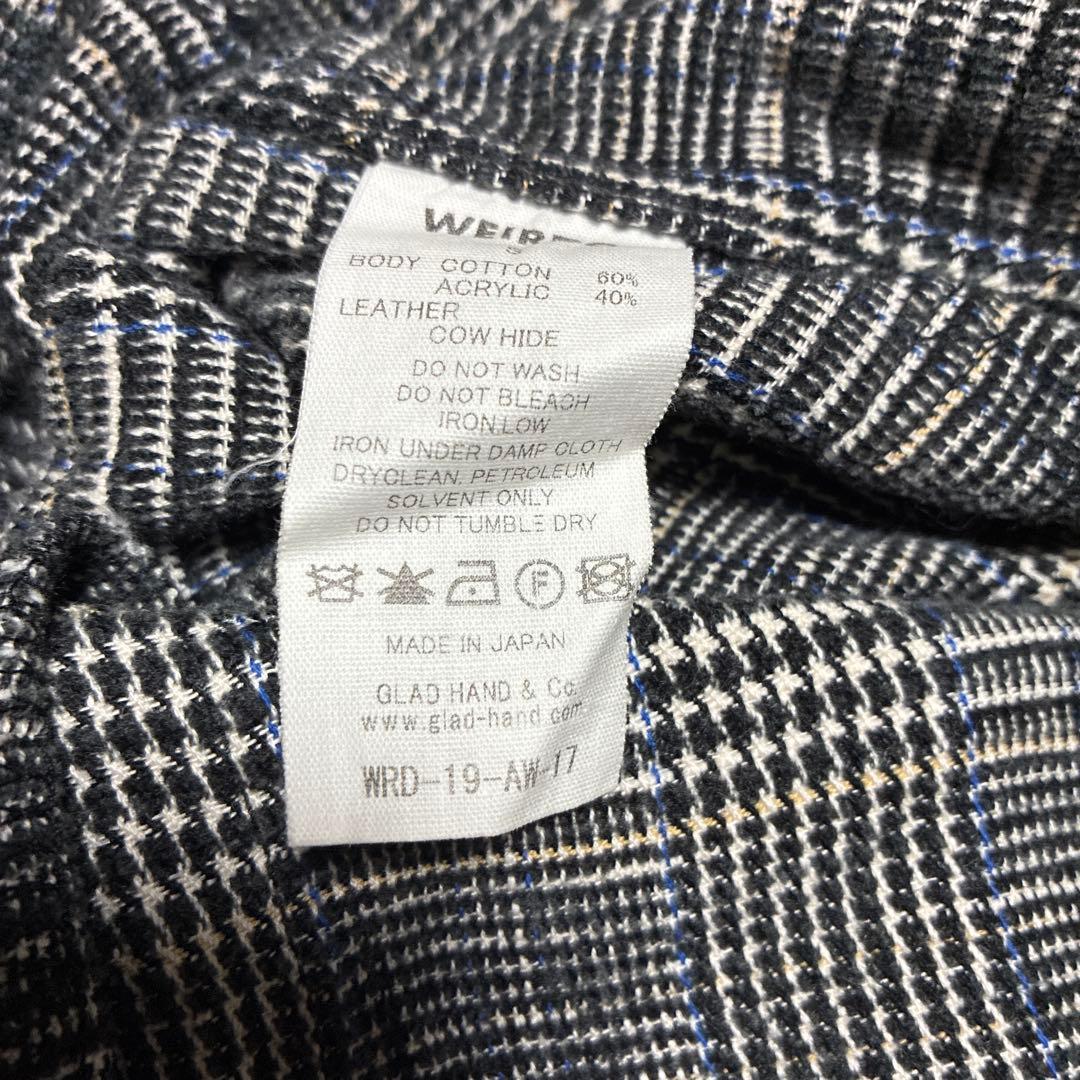 BODY COTTON 60%
ACRYLIC 40%
LEATHER
COW HIDE
DO NOT WASH
DO NOT BLEACH
IRON LOW
IRON UNDER DAMP CLOTH
DRYCLEAN, PETROLEUM
SOLVENT ONLY
DO NOT TUMBLE DRY
F
MADE IN JAPAN
GLAD HAND & Co.
www.glad-hand.com
WRD-19-AW-17